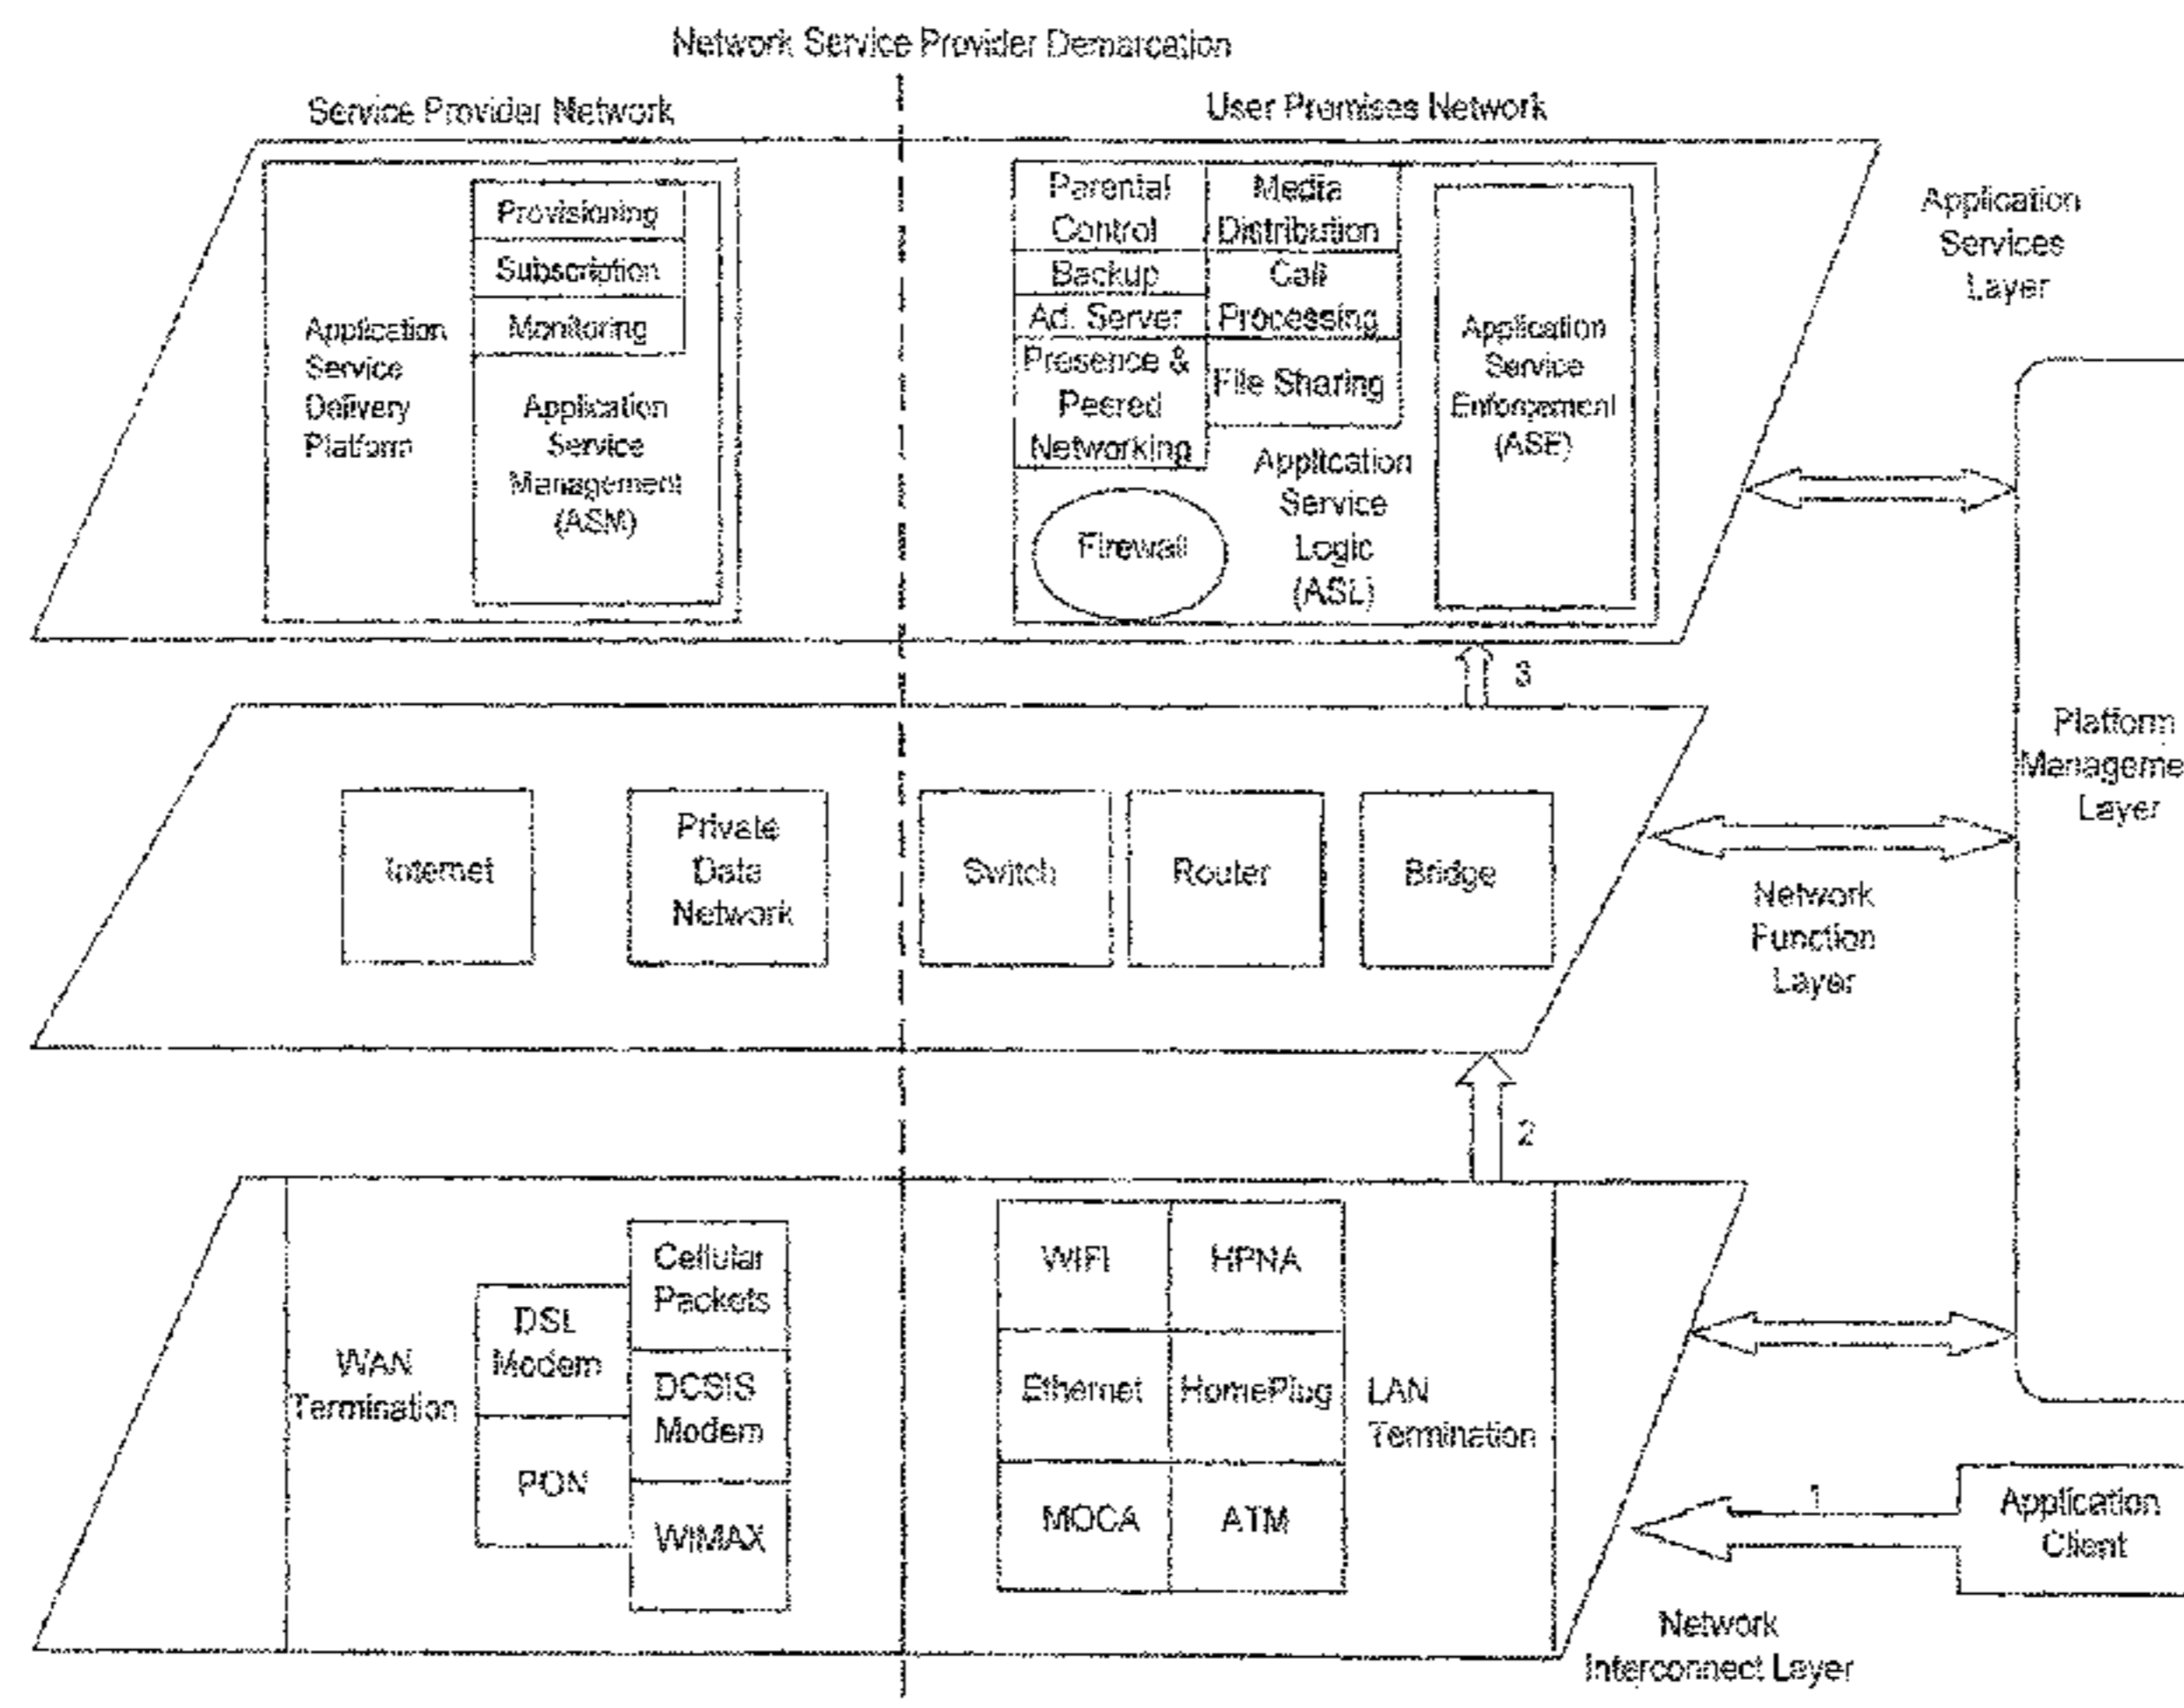 Network Service Provider Demarcation
Service Provider Network
User Premises Network
Provisioning
Subscription
Monitoring
Application
Service
Delivery
Platform
Application
Service
Management
(ASM)
Parental
Control
Media
Distribution
Backup
Ad. Server
Call
Processing
Presence &
Peered
Networking
File Sharing
Firewall
Application
Service
Logic
(ASL)
Application
Service
Enforcement
(ASE)
Application
Services
Layer
3
Internet
Private
Data
Network
Switch
Router
Bridge
Network
Function
Layer
Platform
Manageme
Layer
2
WAN
Termination
DSL
Modem
PON
Cellular
Packets
DCSIS
Modem
WIMAX
WIFI
HPNA
Ethernet
HomePlug
MOCA
ATM
LAN
Termination
1
Application
Client
Network
Interconnect Layer